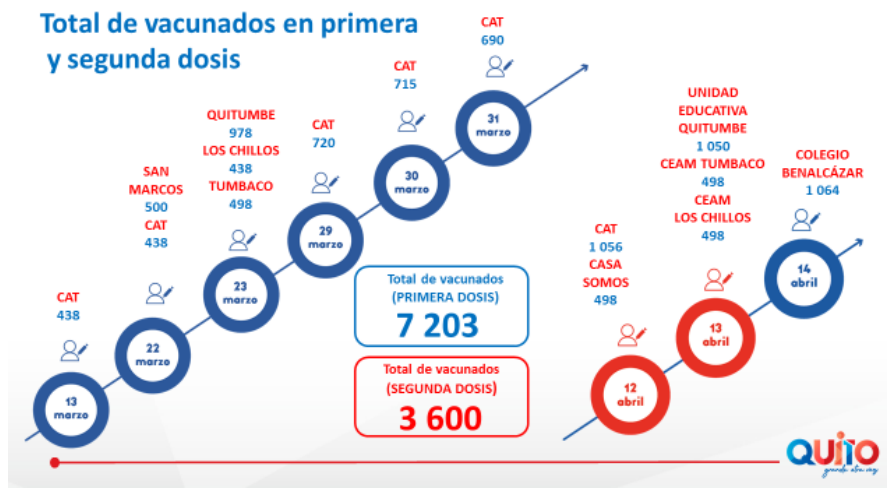 Total de vacunados en primera
y segunda dosis
CAT
438
13
marzo
SAN
MARCOS
500
CAT
438
22
marzo
QUITUMBE
978
LOS CHILLOS
438
TUMBACO
498
23
marzo
CAT
720
29
marzo
CAT
715
30
marzo
CAT
690
31
marzo
Total de vacunados
(PRIMERA DOSIS)
7 203
Total de vacunados
(SEGUNDA DOSIS)
3 600
CAT
1 056
CASA
SOMOS
498
12
abril
UNIDAD
EDUCATIVA
QUITUMBE
1 050
CEAM TUMBACO
498
CEAM
LOS CHILLOS
498
13
abril
COLEGIO
BENALCÁZAR
1 064
14
abril
QUITO
grande otra vez